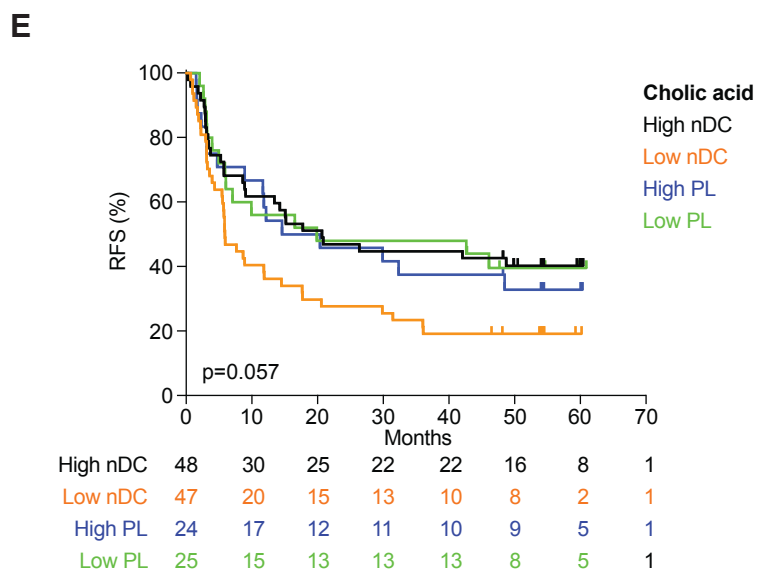 E
100
80
60
40
20
0
RFS (%)
p=0.057
0 10 20 30 40 50 60 70
Months
Cholic acid
High nDC
Low nDC
High PL
Low PL
High nDC 48 30 25 22 22 16 8 1
Low nDC 47 20 15 13 10 8 2 1
High PL 24 17 12 11 10 9 5 1
Low PL 25 15 13 13 13 8 5 1